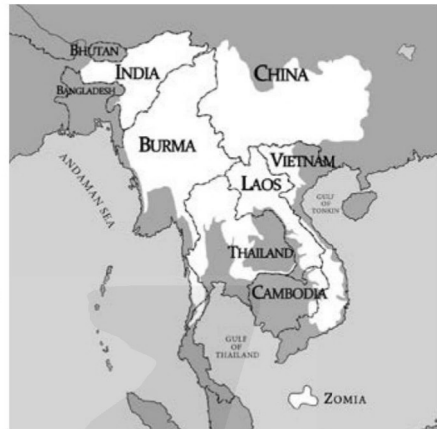 BHUTAN
INDIA
CHINA
BANGLADESH
BURMA
VIETNAM
LAOS
ANDAMAN SEA
GULF
OF
TONKIN
THAILAND
CAMBODIA
GULF
OF
THAILAND
ZOMIA